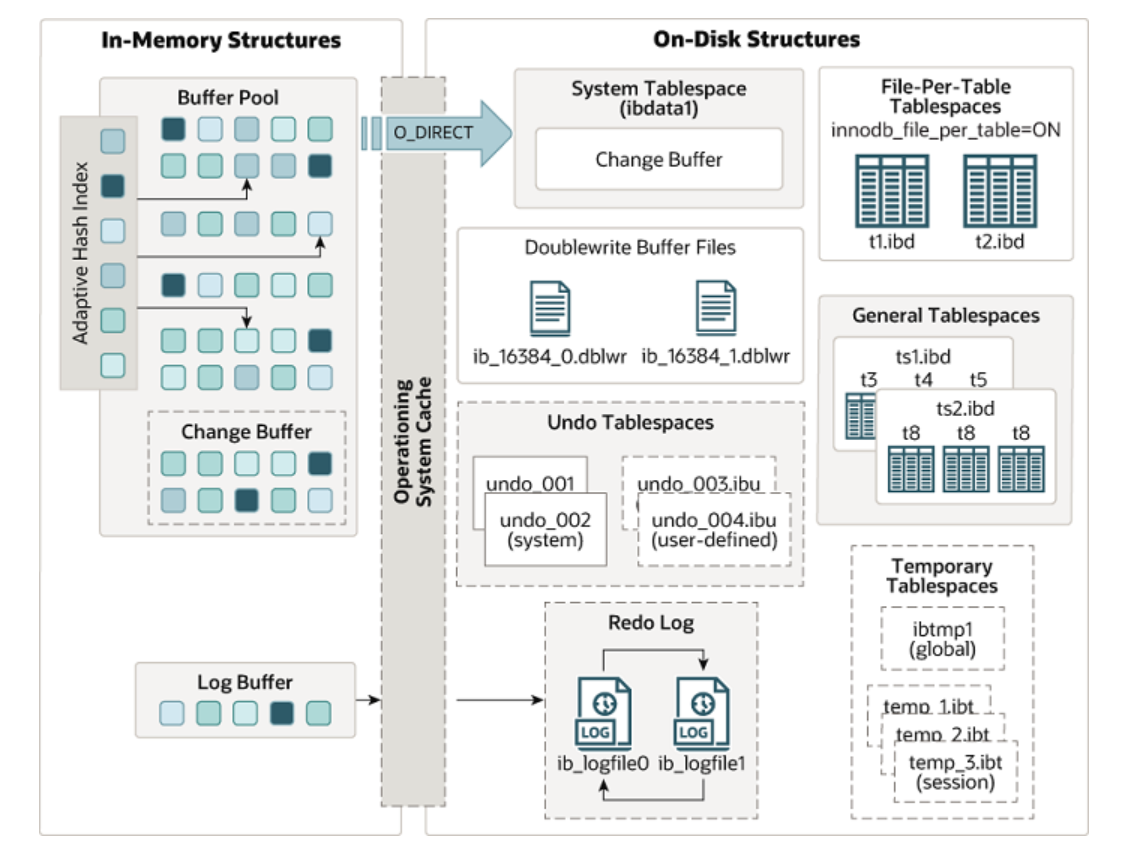 In-Memory Structures
Buffer Pool
Adaptive Hash Index
Change Buffer
Log Buffer
Operationing
System Cache
O_DIRECT
On-Disk Structures
System Tablespace
(ibdata1)
Change Buffer
Doublewrite Buffer Files
ib_16384_0.dblwr
ib_16384_1.dblwr
Undo Tablespaces
undo_001
undo_002
(system)
undo_003.ibu
undo_004.ibu
(user-defined)
Redo Log
LOG
LOG
ib_logfile0
ib_logfile1
File-Per-Table
Tablespaces
innodb_file_per_table=ON
t1.ibd
t2.ibd
General Tablespaces
ts1.ibd
t3 t4 t5
ts2.ibd
t8 t8 t8
Temporary
Tablespaces
ibtmp1
(global)
temp_1.ibt
temp_2.ibt
temp_3.ibt
(session)